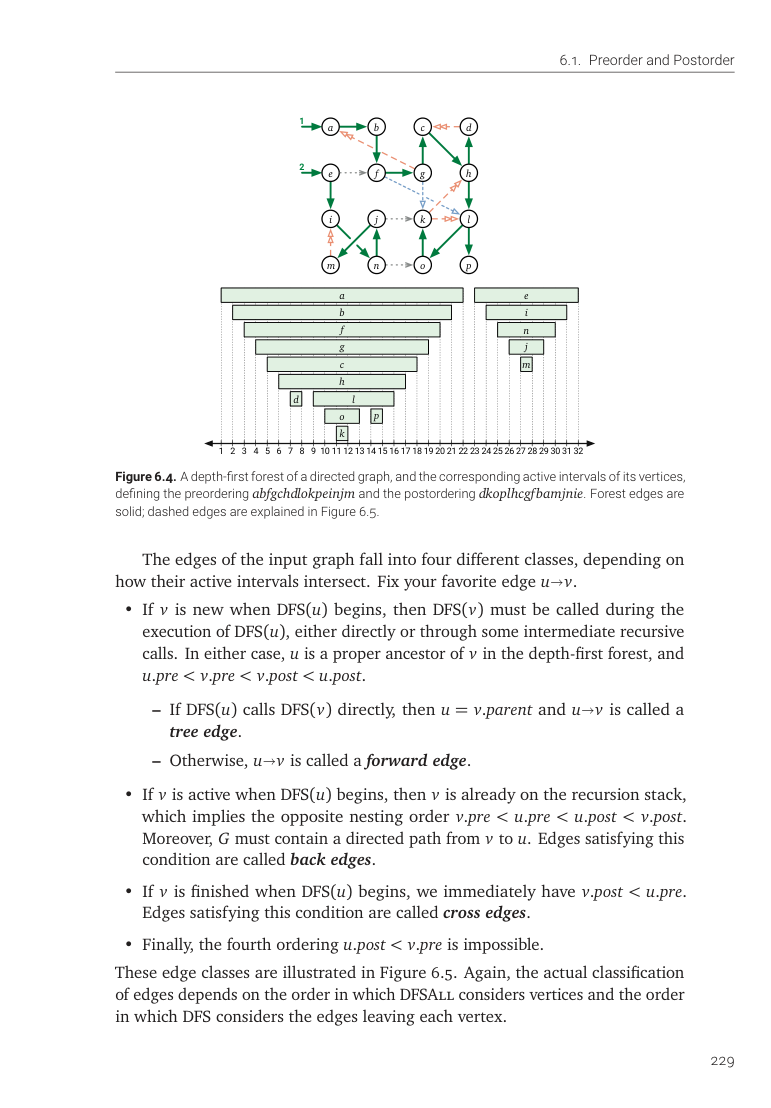 6.1. Preorder and Postorder
1 a b c d
2 e f g h
i j k l
m n o p
a e
b i
f n
g j
c m
h
d l
o p
k
1 2 3 4 5 6 7 8 9 10 11 12 13 14 15 16 17 18 19 20 21 22 23 24 25 26 27 28 29 30 31 32
Figure 6.4. A depth-first forest of a directed graph, and the corresponding active intervals of its vertices,
defining the preordering abfgchdlokpeinjm and the postordering dkoplhcgfbamjnie. Forest edges are
solid; dashed edges are explained in Figure 6.5.
The edges of the input graph fall into four different classes, depending on
how their active intervals intersect. Fix your favorite edge u→v.
• If v is new when DFS(u) begins, then DFS(v) must be called during the
execution of DFS(u), either directly or through some intermediate recursive
calls. In either case, u is a proper ancestor of v in the depth-first forest, and
u.pre < v.pre < v.post < u.post.
– If DFS(u) calls DFS(v) directly, then u = v.parent and u→v is called a
tree edge.
– Otherwise, u→v is called a forward edge.
• If v is active when DFS(u) begins, then v is already on the recursion stack,
which implies the opposite nesting order v.pre < u.pre < u.post < v.post.
Moreover, G must contain a directed path from v to u. Edges satisfying this
condition are called back edges.
• If v is finished when DFS(u) begins, we immediately have v.post < u.pre.
Edges satisfying this condition are called cross edges.
• Finally, the fourth ordering u.post < v.pre is impossible.
These edge classes are illustrated in Figure 6.5. Again, the actual classification
of edges depends on the order in which DFSALL considers vertices and the order
in which DFS considers the edges leaving each vertex.
229